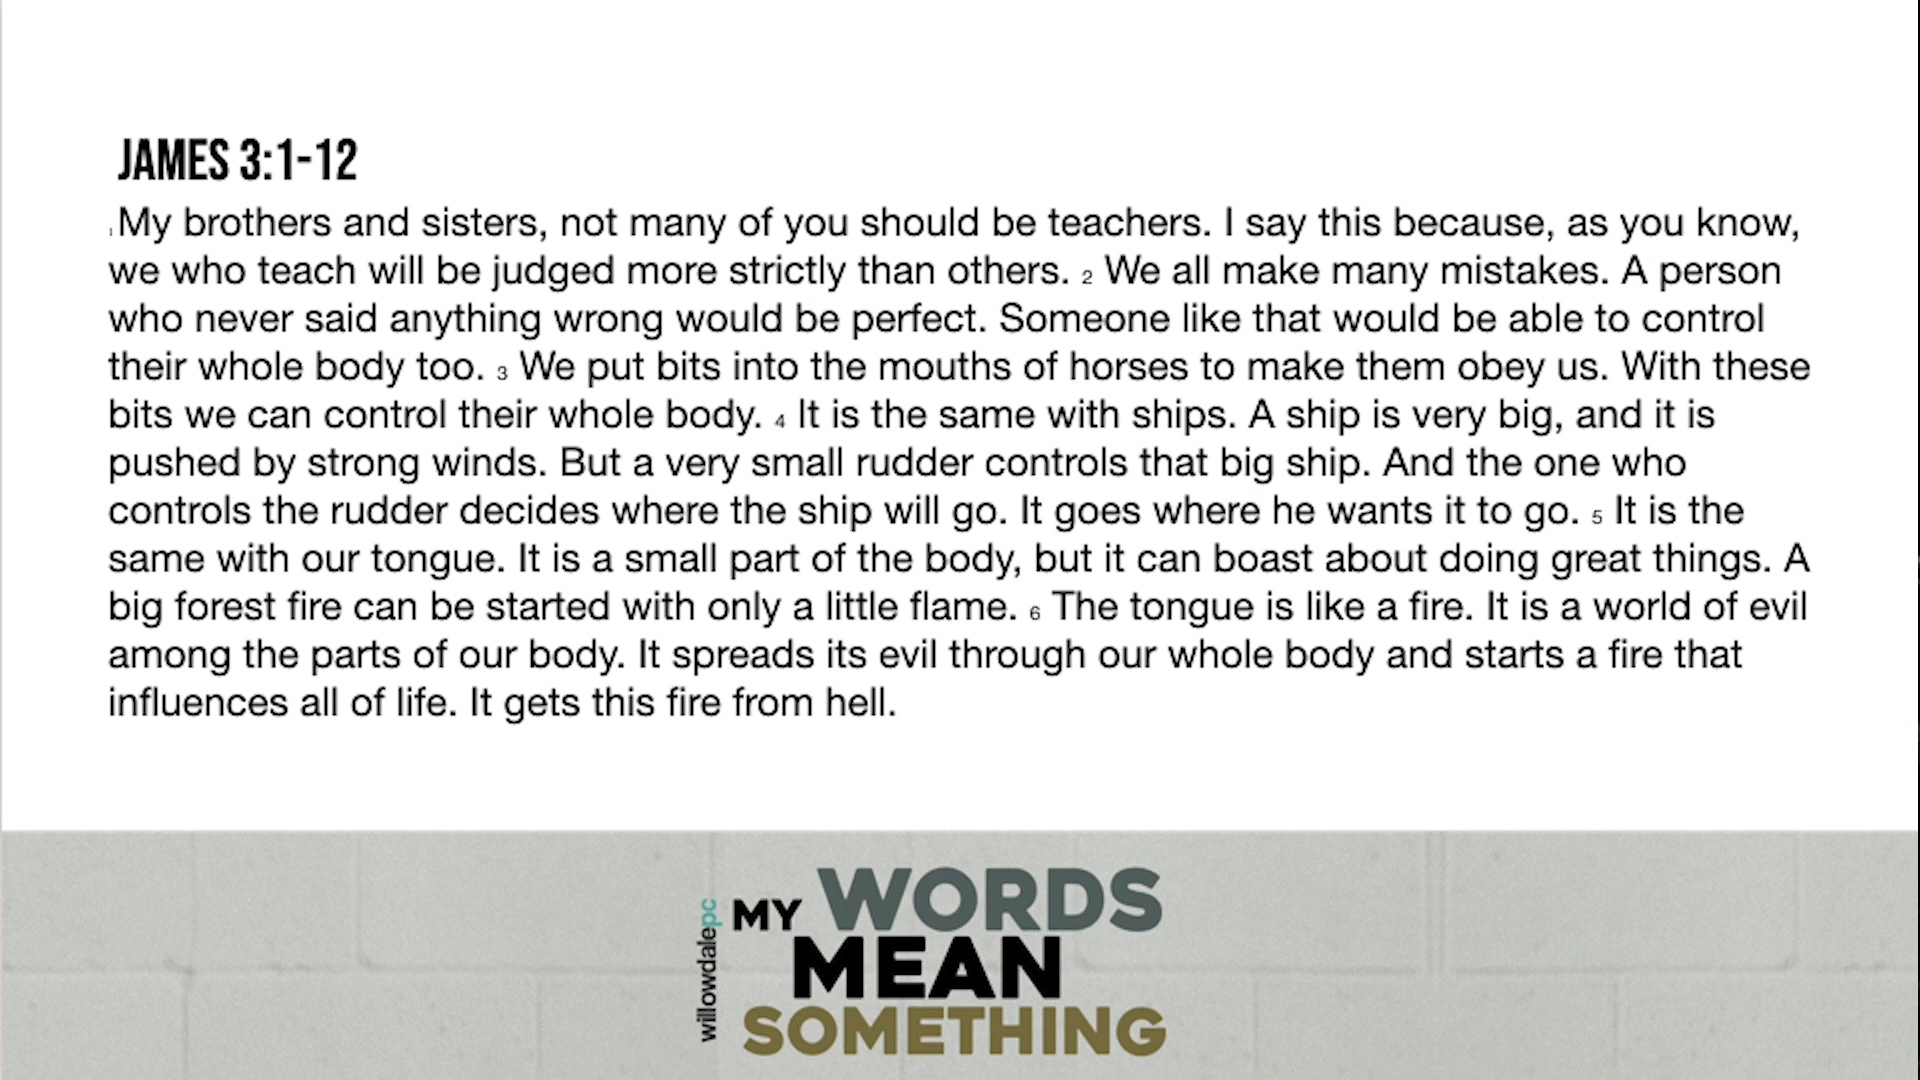 JAMES 3:1-12
1 My brothers and sisters, not many of you should be teachers. I say this because, as you know,
we who teach will be judged more strictly than others. 2 We all make many mistakes. A person
who never said anything wrong would be perfect. Someone like that would be able to control
their whole body too. 3 We put bits into the mouths of horses to make them obey us. With these
bits we can control their whole body. 4 It is the same with ships. A ship is very big, and it is
pushed by strong winds. But a very small rudder controls that big ship. And the one who
controls the rudder decides where the ship will go. It goes where he wants it to go. 5 It is the
same with our tongue. It is a small part of the body, but it can boast about doing great things. A
big forest fire can be started with only a little flame. 6 The tongue is like a fire. It is a world of evil
among the parts of our body. It spreads its evil through our whole body and starts a fire that
influences all of life. It gets this fire from hell.
willowdalepc
MY WORDS
MEAN
SOMETHING